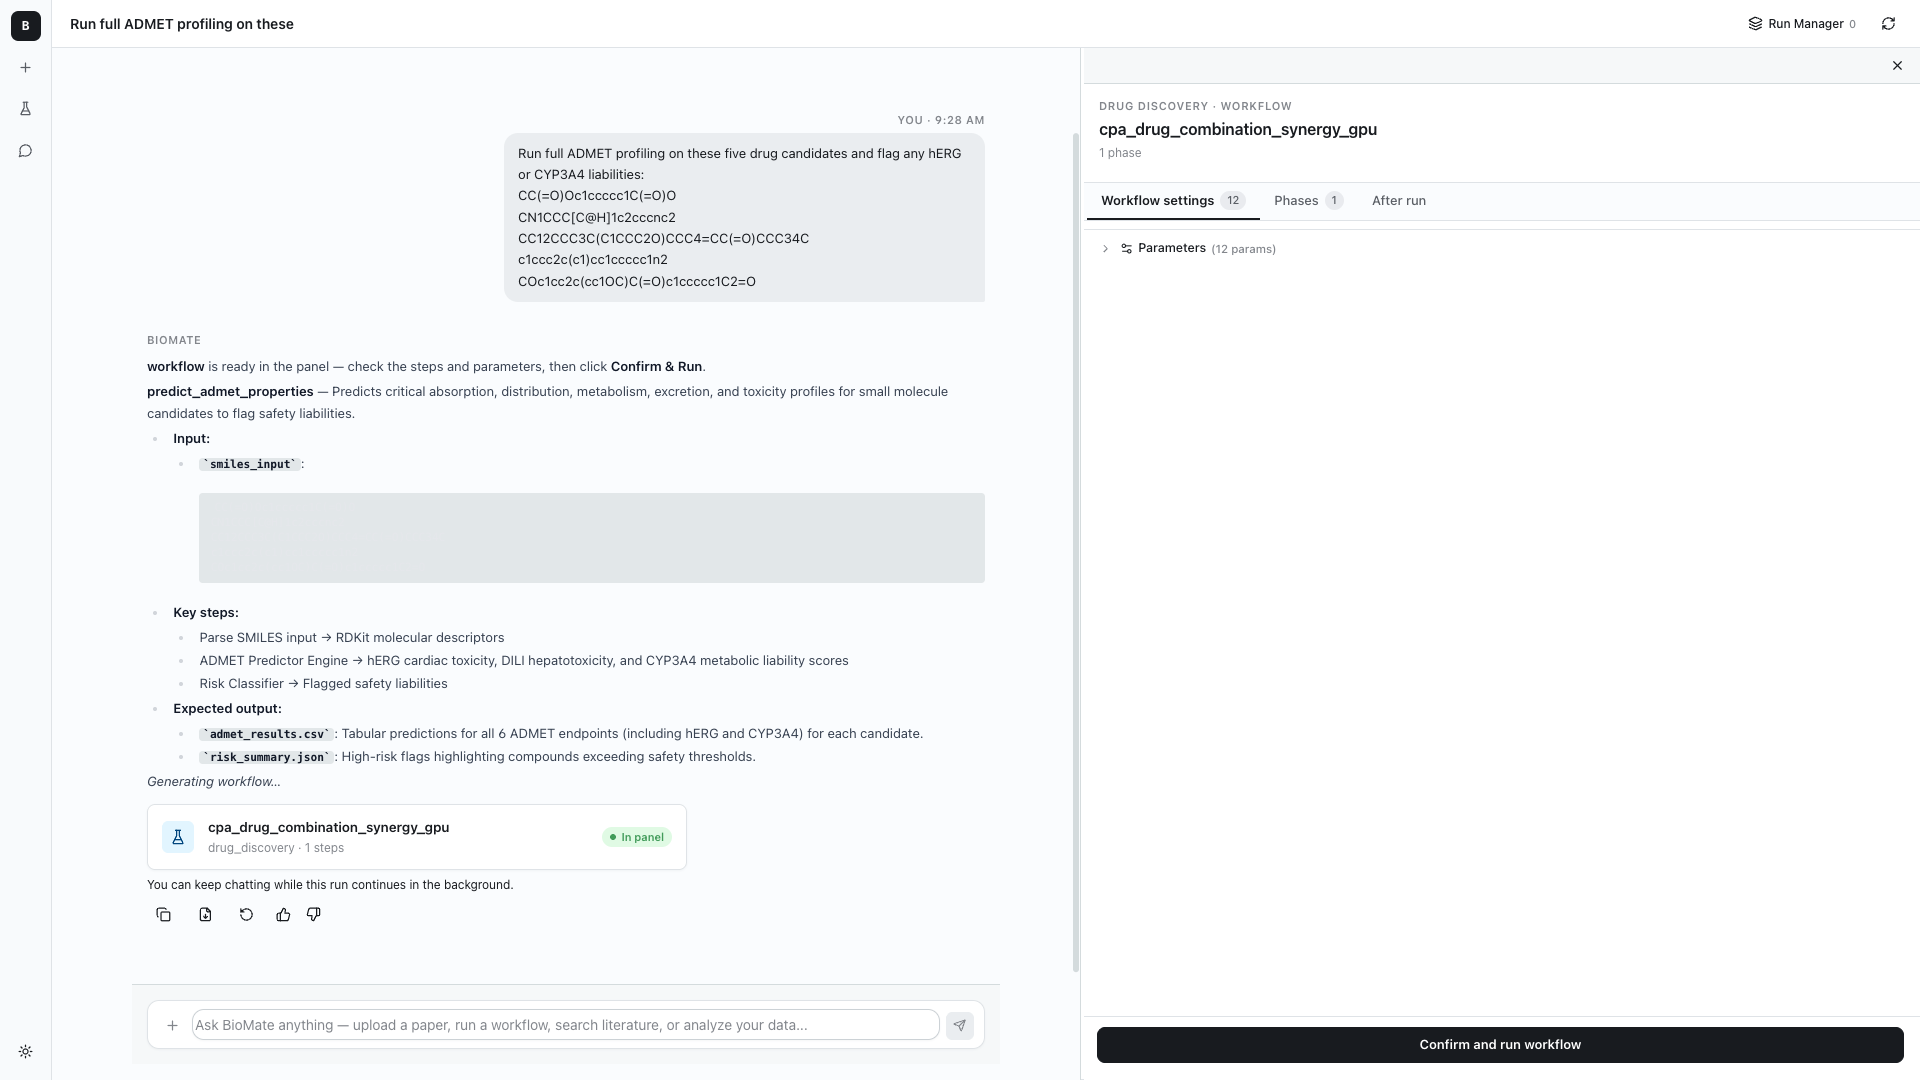 B
Run full ADMET profiling on these
Run Manager 0
YOU · 9:28 AM
Run full ADMET profiling on these five drug candidates and flag any hERG
or CYP3A4 liabilities:
CC(=O)Oc1ccccc1C(=O)O
CN1CCC[C@H]1c2cccnc2
CC12CCC3C(C1CCC2O)CCC4=CC(=O)CCC34C
c1ccc2c(c1)cc1ccccc1n2
COc1cc2c(cc1OC)C(=O)c1ccccc1C2=O
BIOMATE
workflow is ready in the panel — check the steps and parameters, then click Confirm & Run.
predict_admet_properties — Predicts critical absorption, distribution, metabolism, excretion, and toxicity profiles for small molecule
candidates to flag safety liabilities.
Input:
`smiles_input`:
Key steps:
Parse SMILES input → RDKit molecular descriptors
ADMET Predictor Engine → hERG cardiac toxicity, DILI hepatotoxicity, and CYP3A4 metabolic liability scores
Risk Classifier → Flagged safety liabilities
Expected output:
`admet_results.csv`: Tabular predictions for all 6 ADMET endpoints (including hERG and CYP3A4) for each candidate.
`risk_summary.json`: High-risk flags highlighting compounds exceeding safety thresholds.
Generating workflow...
cpa_drug_combination_synergy_gpu
drug_discovery · 1 steps
In panel
You can keep chatting while this run continues in the background.
Ask BioMate anything — upload a paper, run a workflow, search literature, or analyze your data...
DRUG DISCOVERY · WORKFLOW
cpa_drug_combination_synergy_gpu
1 phase
Workflow settings 12
Phases 1
After run
Parameters (12 params)
Confirm and run workflow